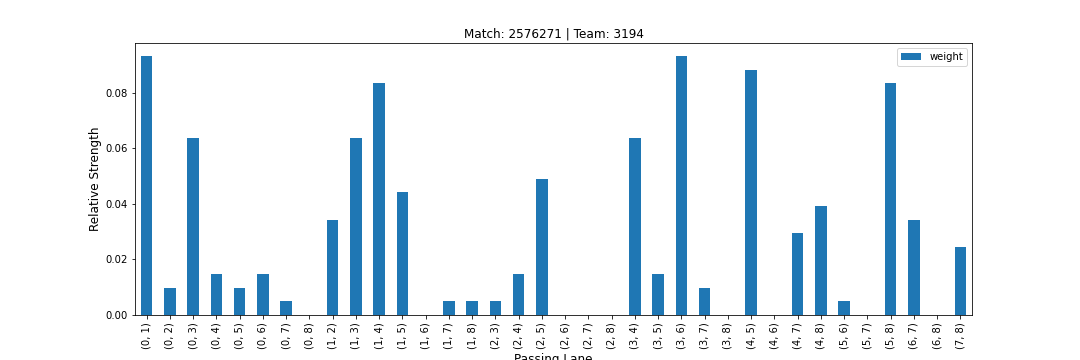 Match: 2576271 | Team: 3194
weight
Relative Strength
0.08
0.06
0.04
0.02
0.00
(0, 1) (0, 2) (0, 3) (0, 4) (0, 5) (0, 6) (0, 7) (0, 8) (1, 2) (1, 3) (1, 4) (1, 5) (1, 6) (1, 7) (1, 8) (2, 3) (2, 4) (2, 5) (2, 6) (2, 7) (2, 8) (3, 4) (3, 5) (3, 6) (3, 7) (3, 8) (4, 5) (4, 6) (4, 7) (4, 8) (5, 6) (5, 7) (5, 8) (6, 7) (6, 8) (7, 8)
Passing Lane